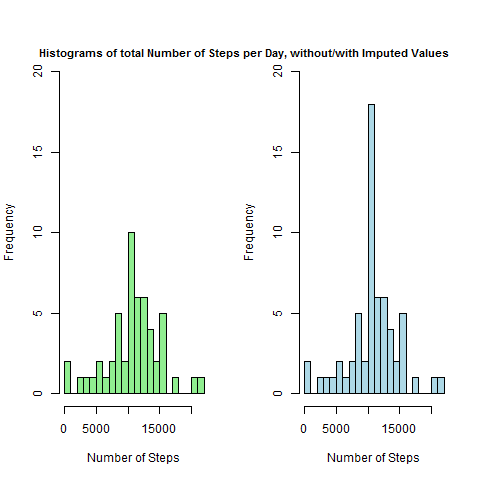 Histograms of total Number of Steps per Day, without/with Imputed Values
Frequency
20
15
10
5
0
0 5000 15000
Number of Steps
Frequency
20
15
10
5
0
0 5000 15000
Number of Steps